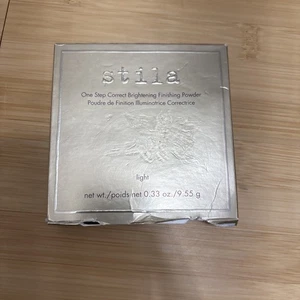 stila
One Step Correct Brightening Finishing Powder
Poudre de Finition Illuminatrice Correctrice
light
net wt./poids net 0.33 oz./9.55 g